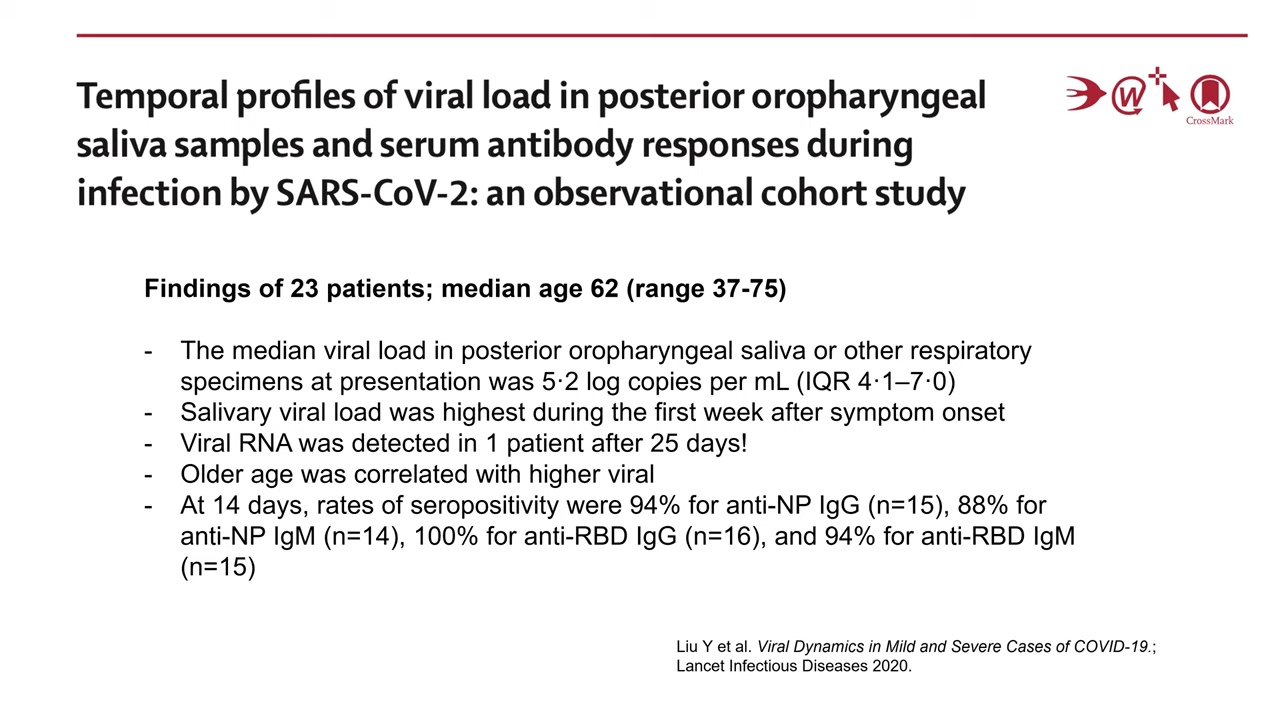 Temporal profiles of viral load in posterior oropharyngeal
saliva samples and serum antibody responses during
infection by SARS-CoV-2: an observational cohort study
W
CrossMark
Findings of 23 patients; median age 62 (range 37-75)
- The median viral load in posterior oropharyngeal saliva or other respiratory
specimens at presentation was 5·2 log copies per mL (IQR 4·1–7·0)
- Salivary viral load was highest during the first week after symptom onset
- Viral RNA was detected in 1 patient after 25 days!
- Older age was correlated with higher viral
- At 14 days, rates of seropositivity were 94% for anti-NP IgG (n=15), 88% for
anti-NP IgM (n=14), 100% for anti-RBD IgG (n=16), and 94% for anti-RBD IgM
(n=15)
Liu Y et al. Viral Dynamics in Mild and Severe Cases of COVID-19.;
Lancet Infectious Diseases 2020.